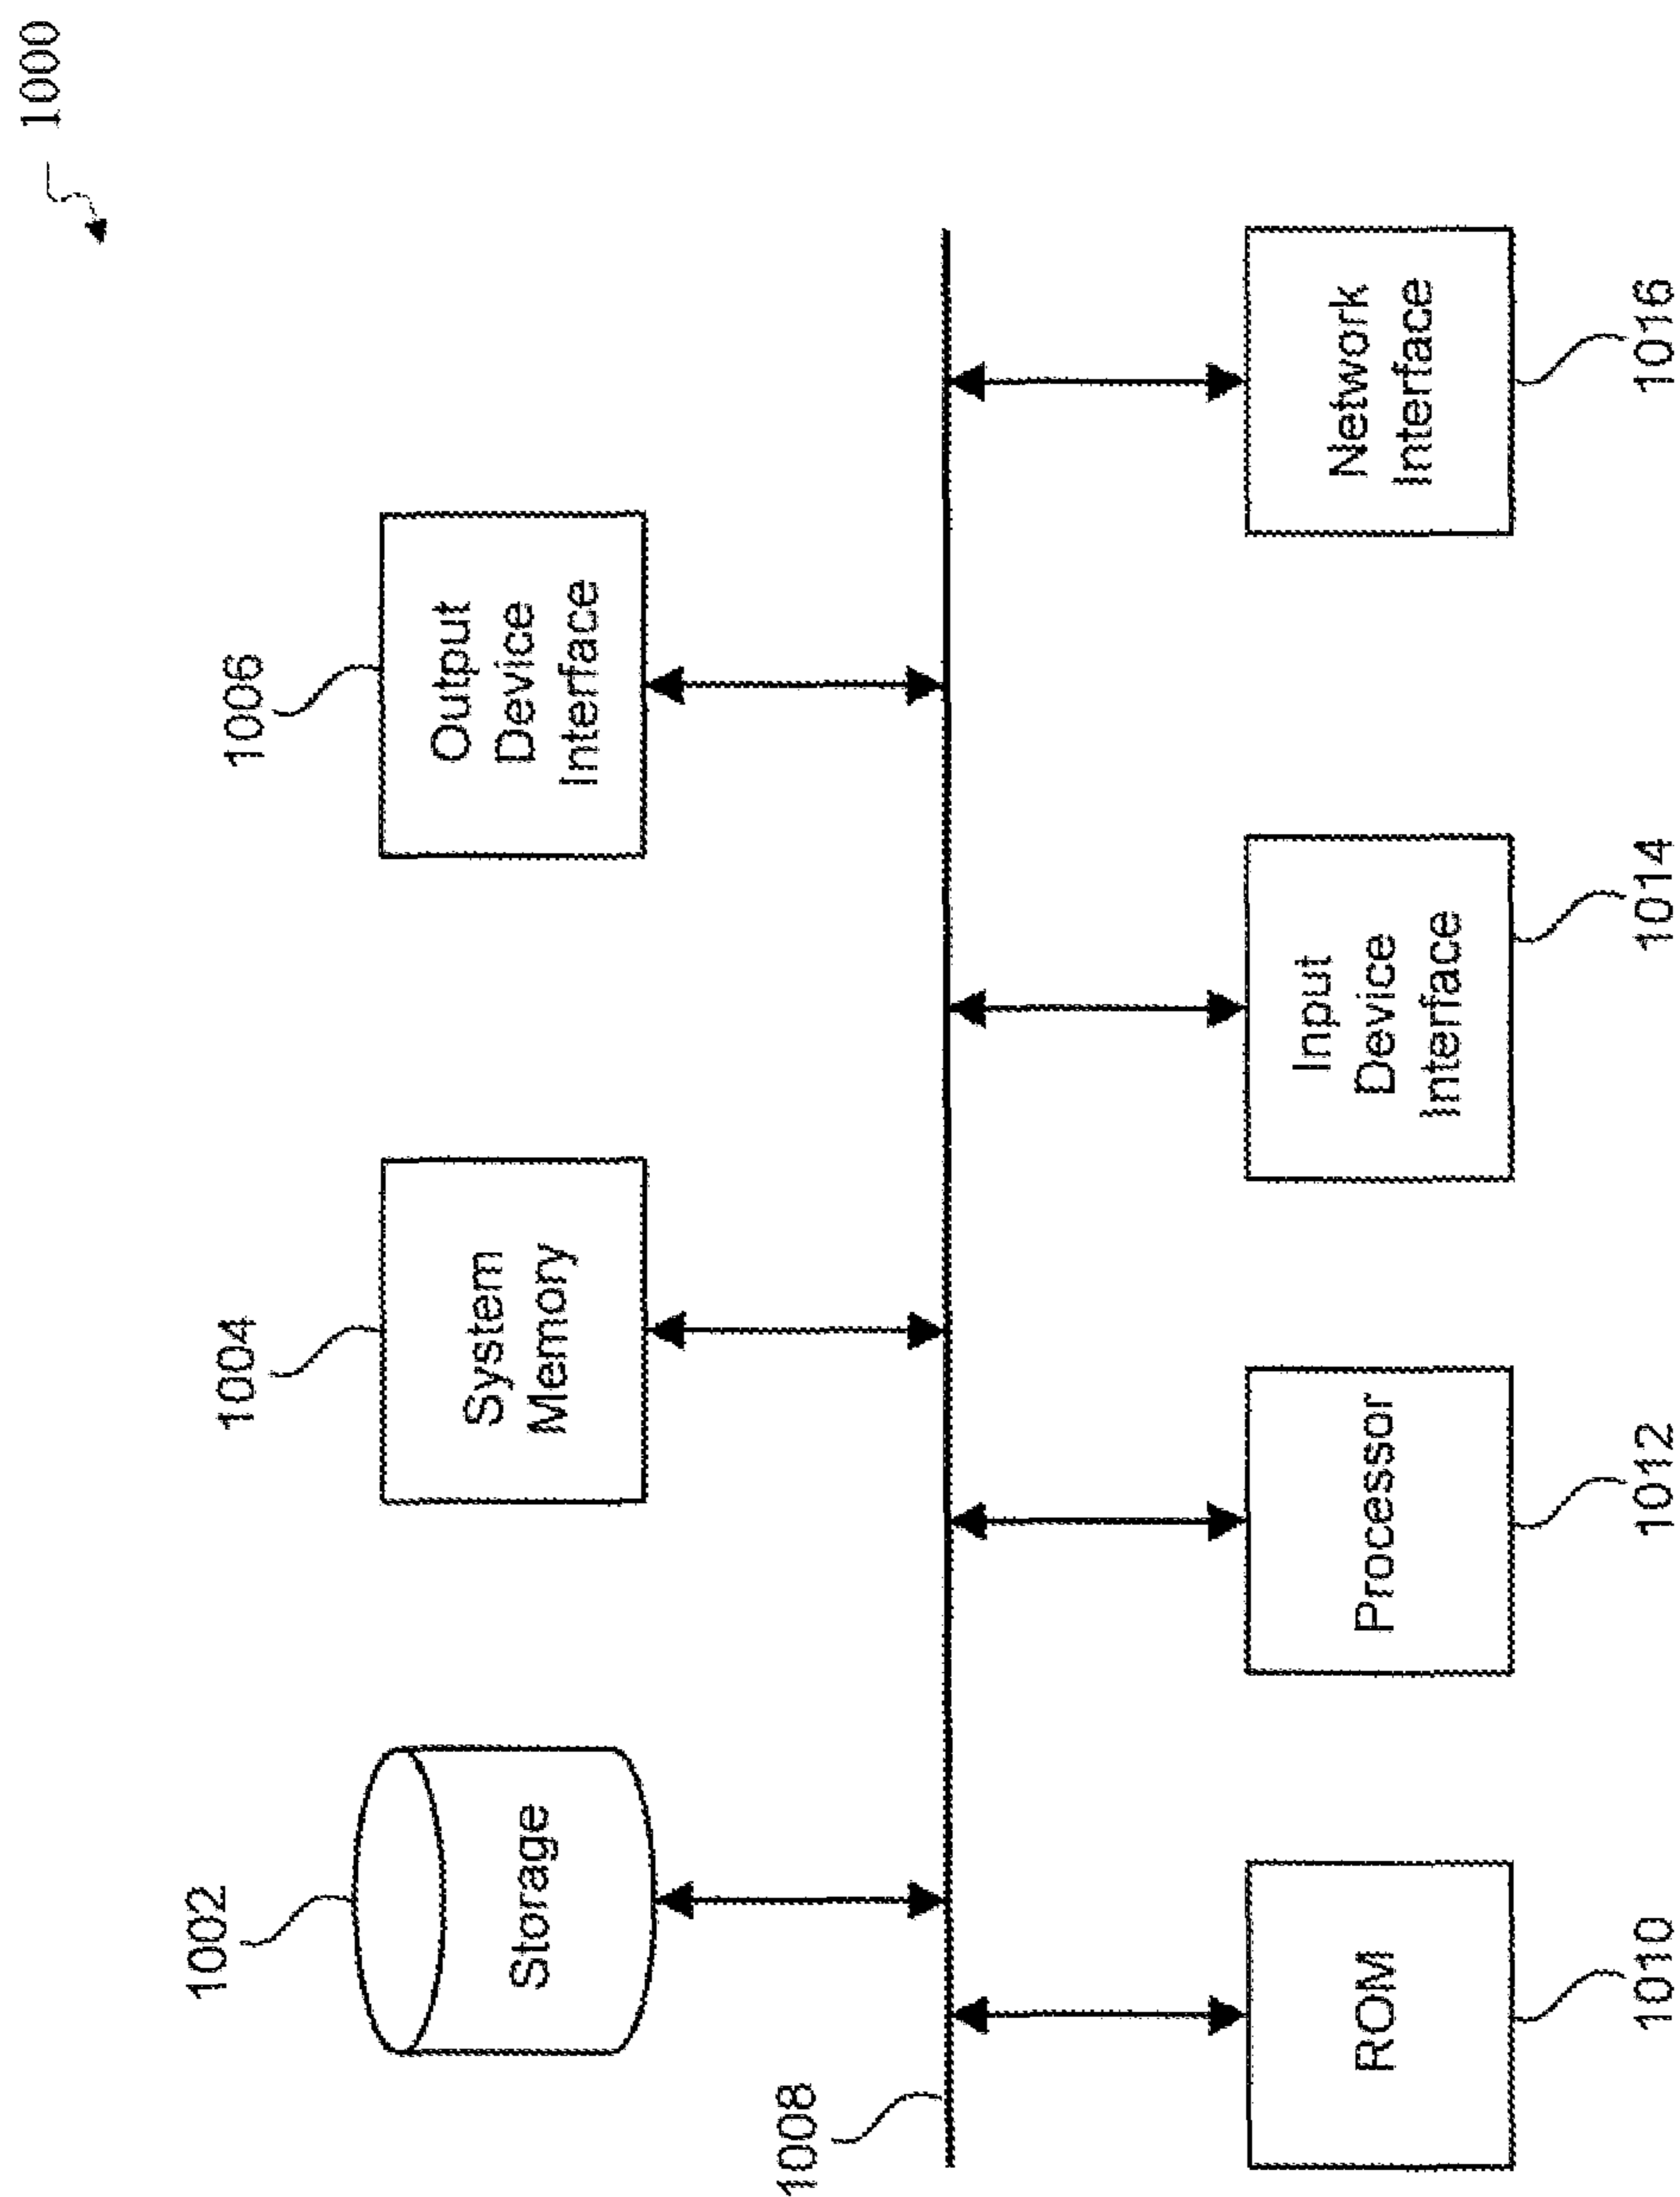 1000
1002
1004
1006
Storage
System
Memory
Output
Device
Interface
1008
ROM
Processor
Input
Device
Interface
Network
Interface
1010
1012
1014
1016